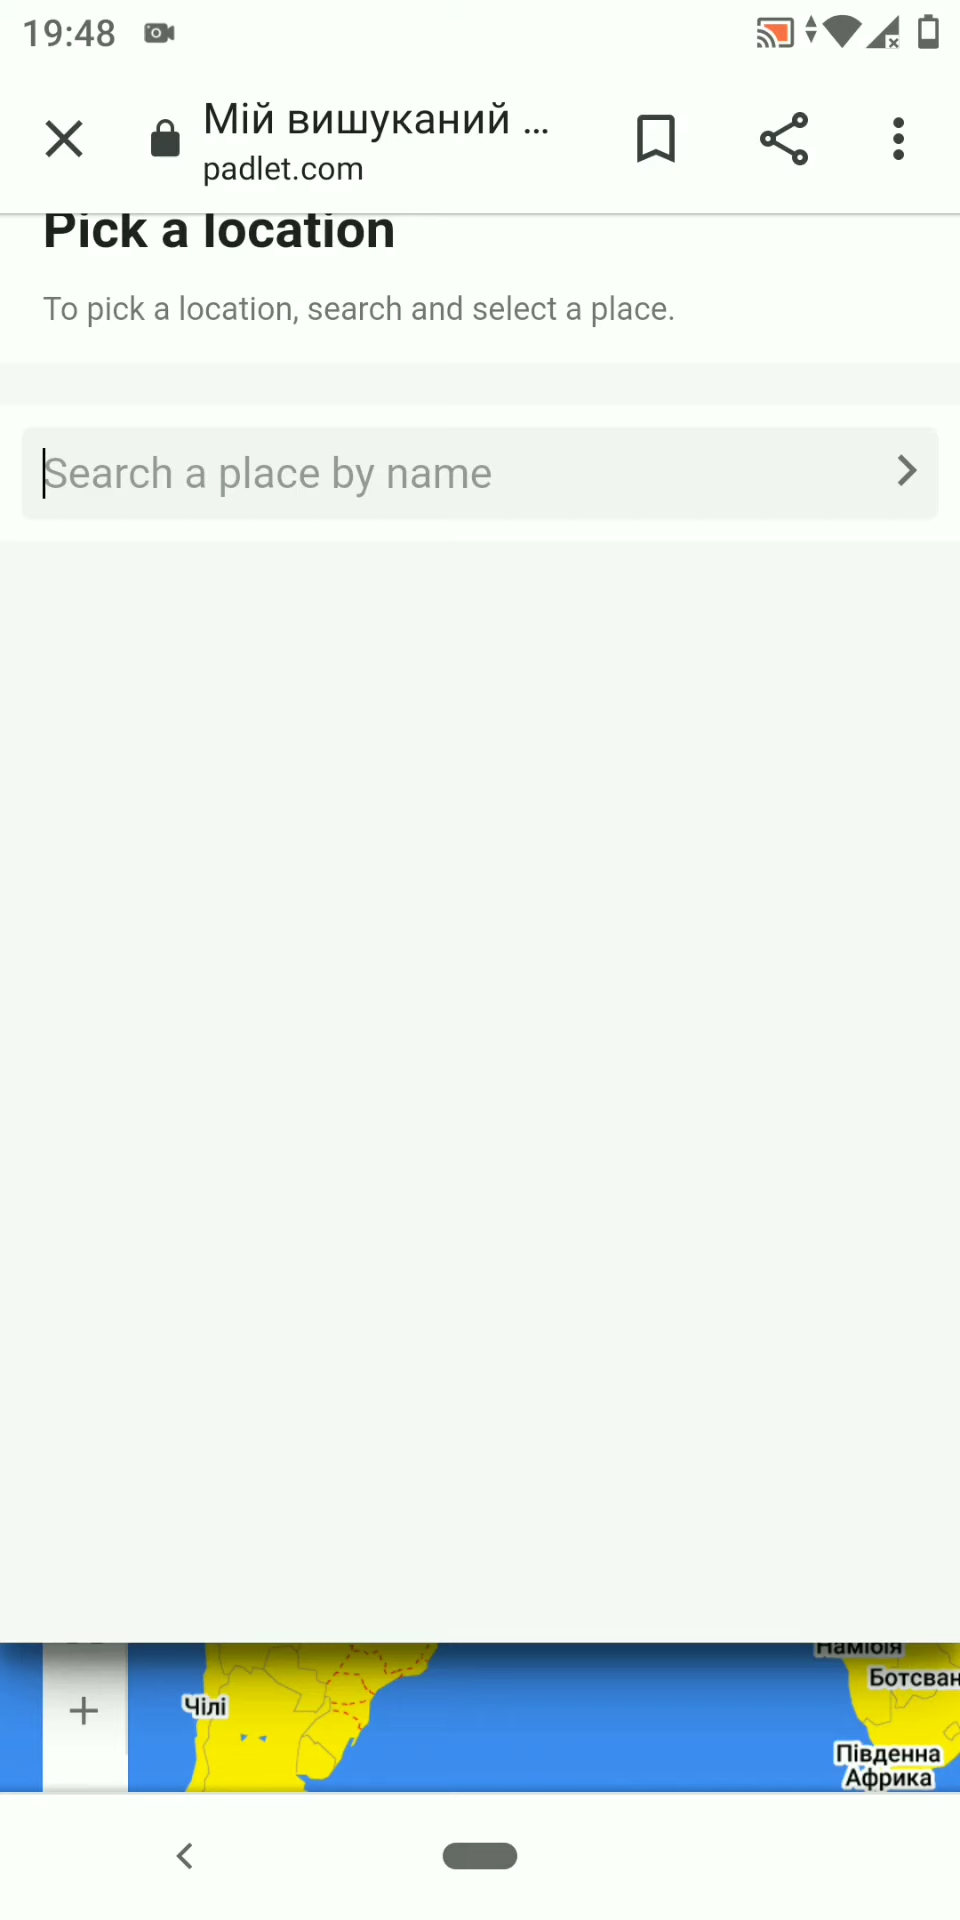 19:48
Мій вишуканий ...
padlet.com
Pick a location
To pick a location, search and select a place.
Search a place by name
Намібія
Ботсван
Чілі
Південна
Африка